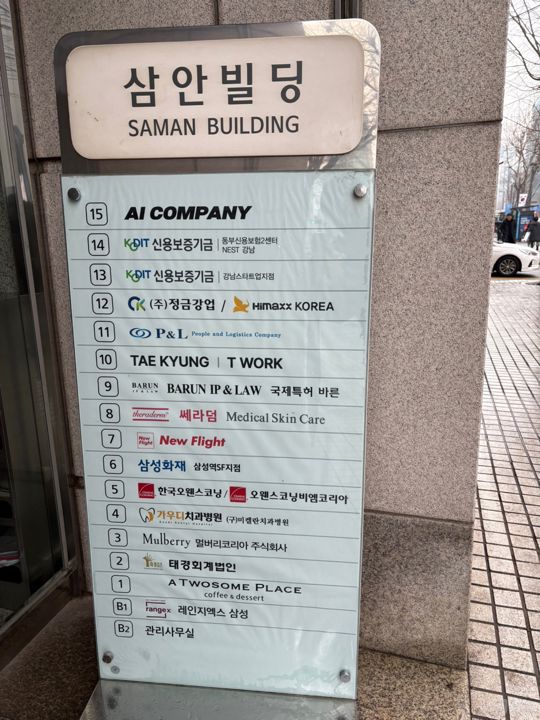 삼안빌딩
SAMAN BUILDING
15 AI COMPANY
14 KODIT 신용보증기금 | 동부신용보험2센터
NEST 강남
13 KODIT 신용보증기금 | 강남스타트업지점
12 CK (주)정금강업 / HIMAXX KOREA
11 P&L People and Logistics Company
10 TAE KYUNG | T WORK
9 BARUN IP & LAW BARUN IP & LAW 국제특허 바른
8 theraderm 쎄라덤 Medical Skin Care
7 New Flight New Flight
6 삼성화재 삼성역SF지점
5 한국오웬스코닝 / 오웬스코닝비엠코리아
4 가우디치과병원 (구)미켈란치과병원
Gaudi Dental Hospital
3 Mulberry 멀버리코리아 주식회사
2 태경회계법인
1 A TWOSOME PLACE
coffee & dessert
B1 rangex 레인지엑스 삼성
B2 관리사무실